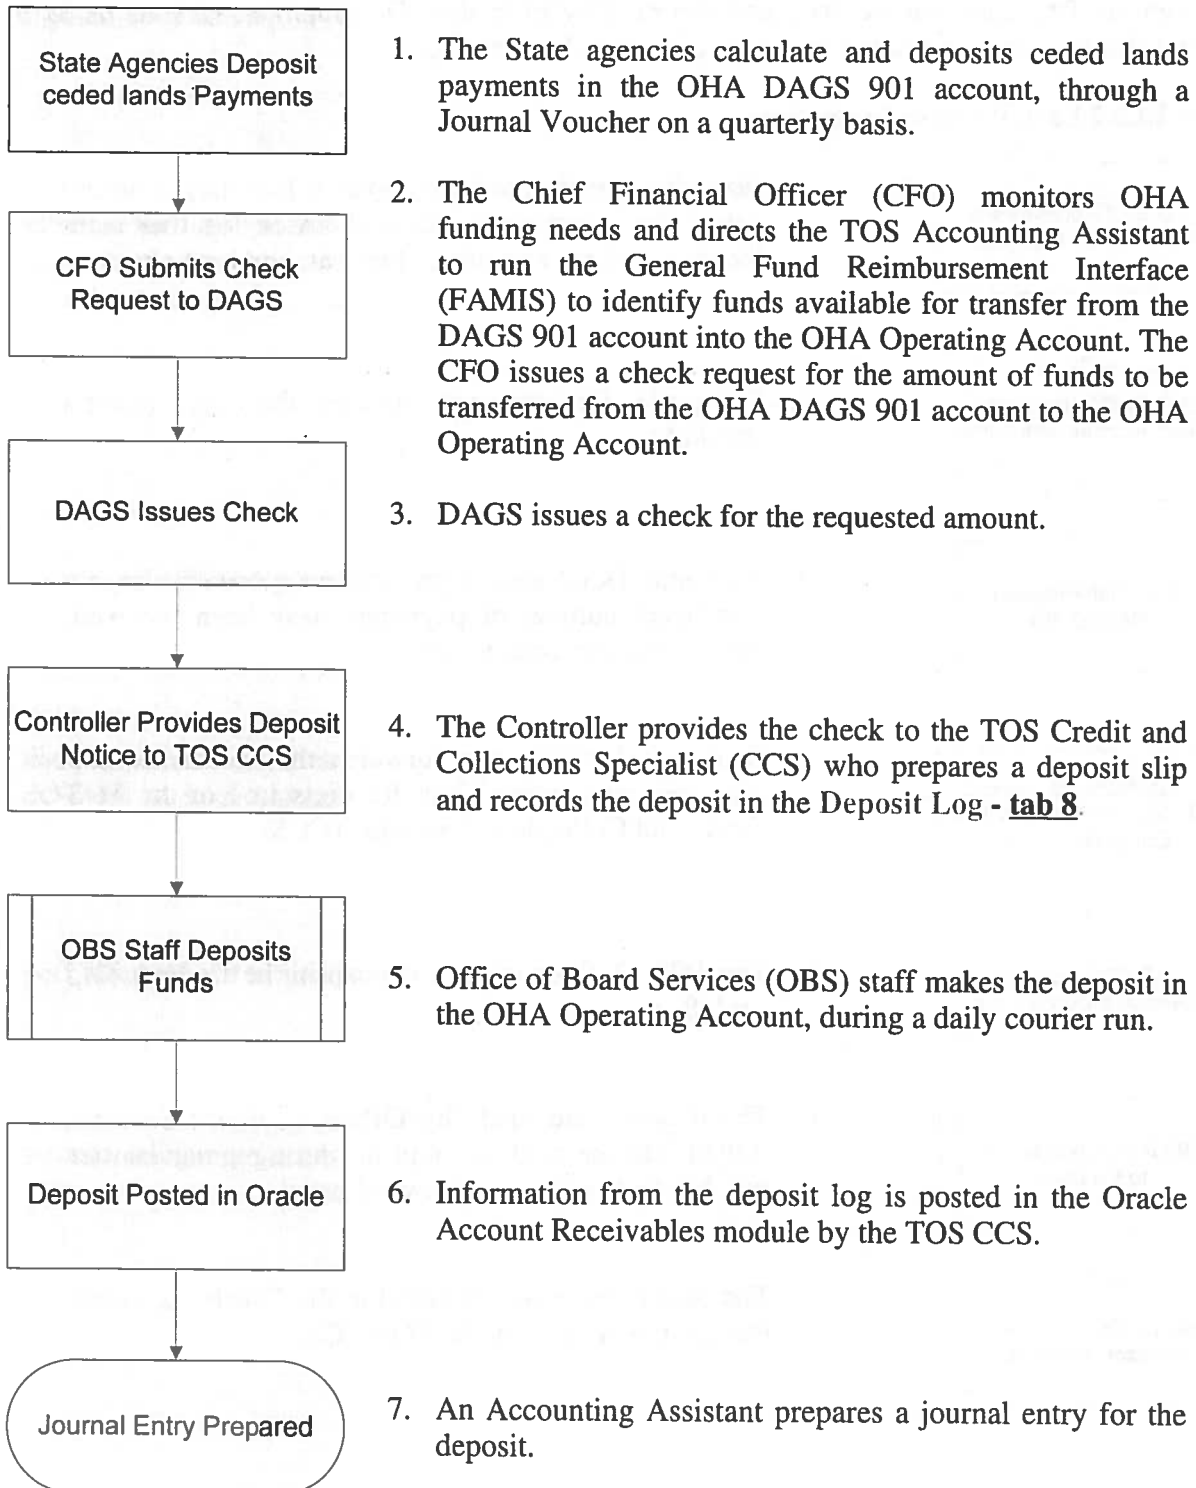 State Agencies Deposit
ceded lands Payments
1. The State agencies calculate and deposits ceded lands
payments in the OHA DAGS 901 account, through a
Journal Voucher on a quarterly basis.
CFO Submits Check
Request to DAGS
2. The Chief Financial Officer (CFO) monitors OHA
funding needs and directs the TOS Accounting Assistant
to run the General Fund Reimbursement Interface
(FAMIS) to identify funds available for transfer from the
DAGS 901 account into the OHA Operating Account. The
CFO issues a check request for the amount of funds to be
transferred from the OHA DAGS 901 account to the OHA
Operating Account.
DAGS Issues Check
3. DAGS issues a check for the requested amount.
Controller Provides Deposit
Notice to TOS CCS
4. The Controller provides the check to the TOS Credit and
Collections Specialist (CCS) who prepares a deposit slip
and records the deposit in the Deposit Log - tab 8.
OBS Staff Deposits
Funds
5. Office of Board Services (OBS) staff makes the deposit in
the OHA Operating Account, during a daily courier run.
Deposit Posted in Oracle
6. Information from the deposit log is posted in the Oracle
Account Receivables module by the TOS CCS.
Journal Entry Prepared
7. An Accounting Assistant prepares a journal entry for the
deposit.